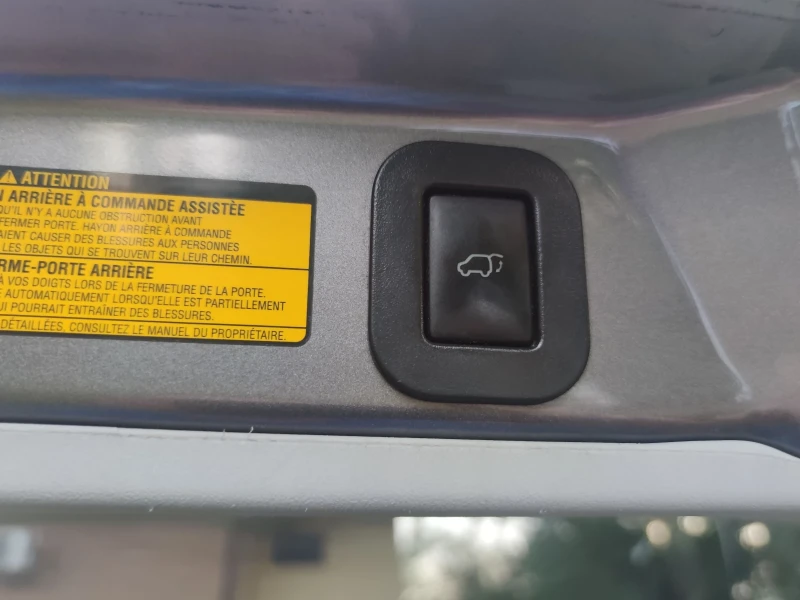 ATTENTION
ARRIÈRE À COMMANDE ASSISTÉE
QU'IL N'Y A AUCUNE OBSTRUCTION AVANT
FERMER PORTE. HAYON ARRIÈRE À COMMANDE
CAUSER DES BLESSURES AUX PERSONNES
LES OBJETS QUI SE TROUVENT SUR LEUR CHEMIN.
RME-PORTE ARRIÈRE
À VOS DOIGTS LORS DE LA FERMETURE DE LA PORTE.
AUTOMATIQUEMENT LORSQU'ELLE EST PARTIELLEMENT
UI POURRAIT ENTRAÎNER DES BLESSURES.
DÉTAILLÉES, CONSULTEZ LE MANUEL DU PROPRIÉTAIRE.